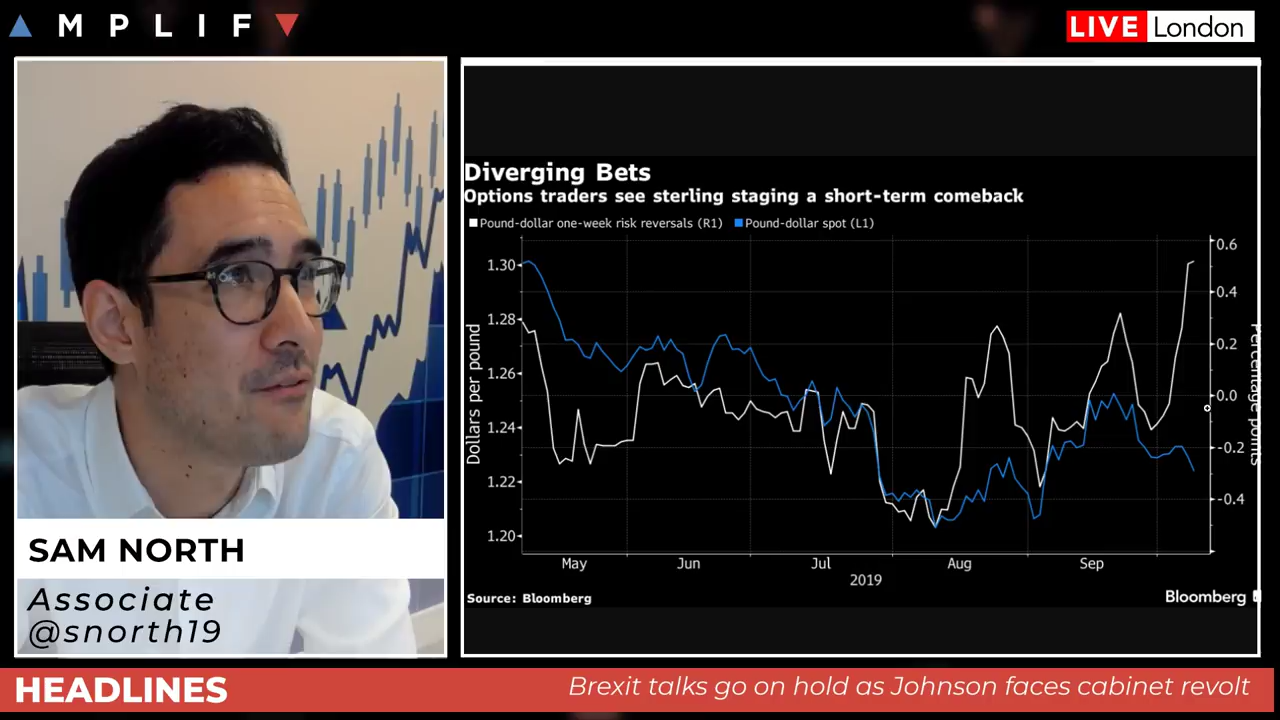 ▲ M P L I F ▼
LIVE London
Diverging Bets
Options traders see sterling staging a short-term comeback
Pound-dollar one-week risk reversals (R1) Pound-dollar spot (L1)
1.30
1.28
1.26
1.24
1.22
1.20
Dollars per pound
0.6
0.4
0.2
0.0
-0.2
-0.4
Percentage points
May Jun Jul Aug Sep
2019
Source: Bloomberg
Bloomberg
SAM NORTH
Associate
@snorth19
HEADLINES
Brexit talks go on hold as Johnson faces cabinet revolt